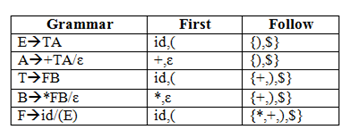 Grammar First Follow
E→TA id,( {),$}
A→+TA/ε +,ε {),$}
T→FB id,( {+,),$}
B→*FB/ε *,ε {+,),$}
F→id/(E) id,( {*,+,),$}